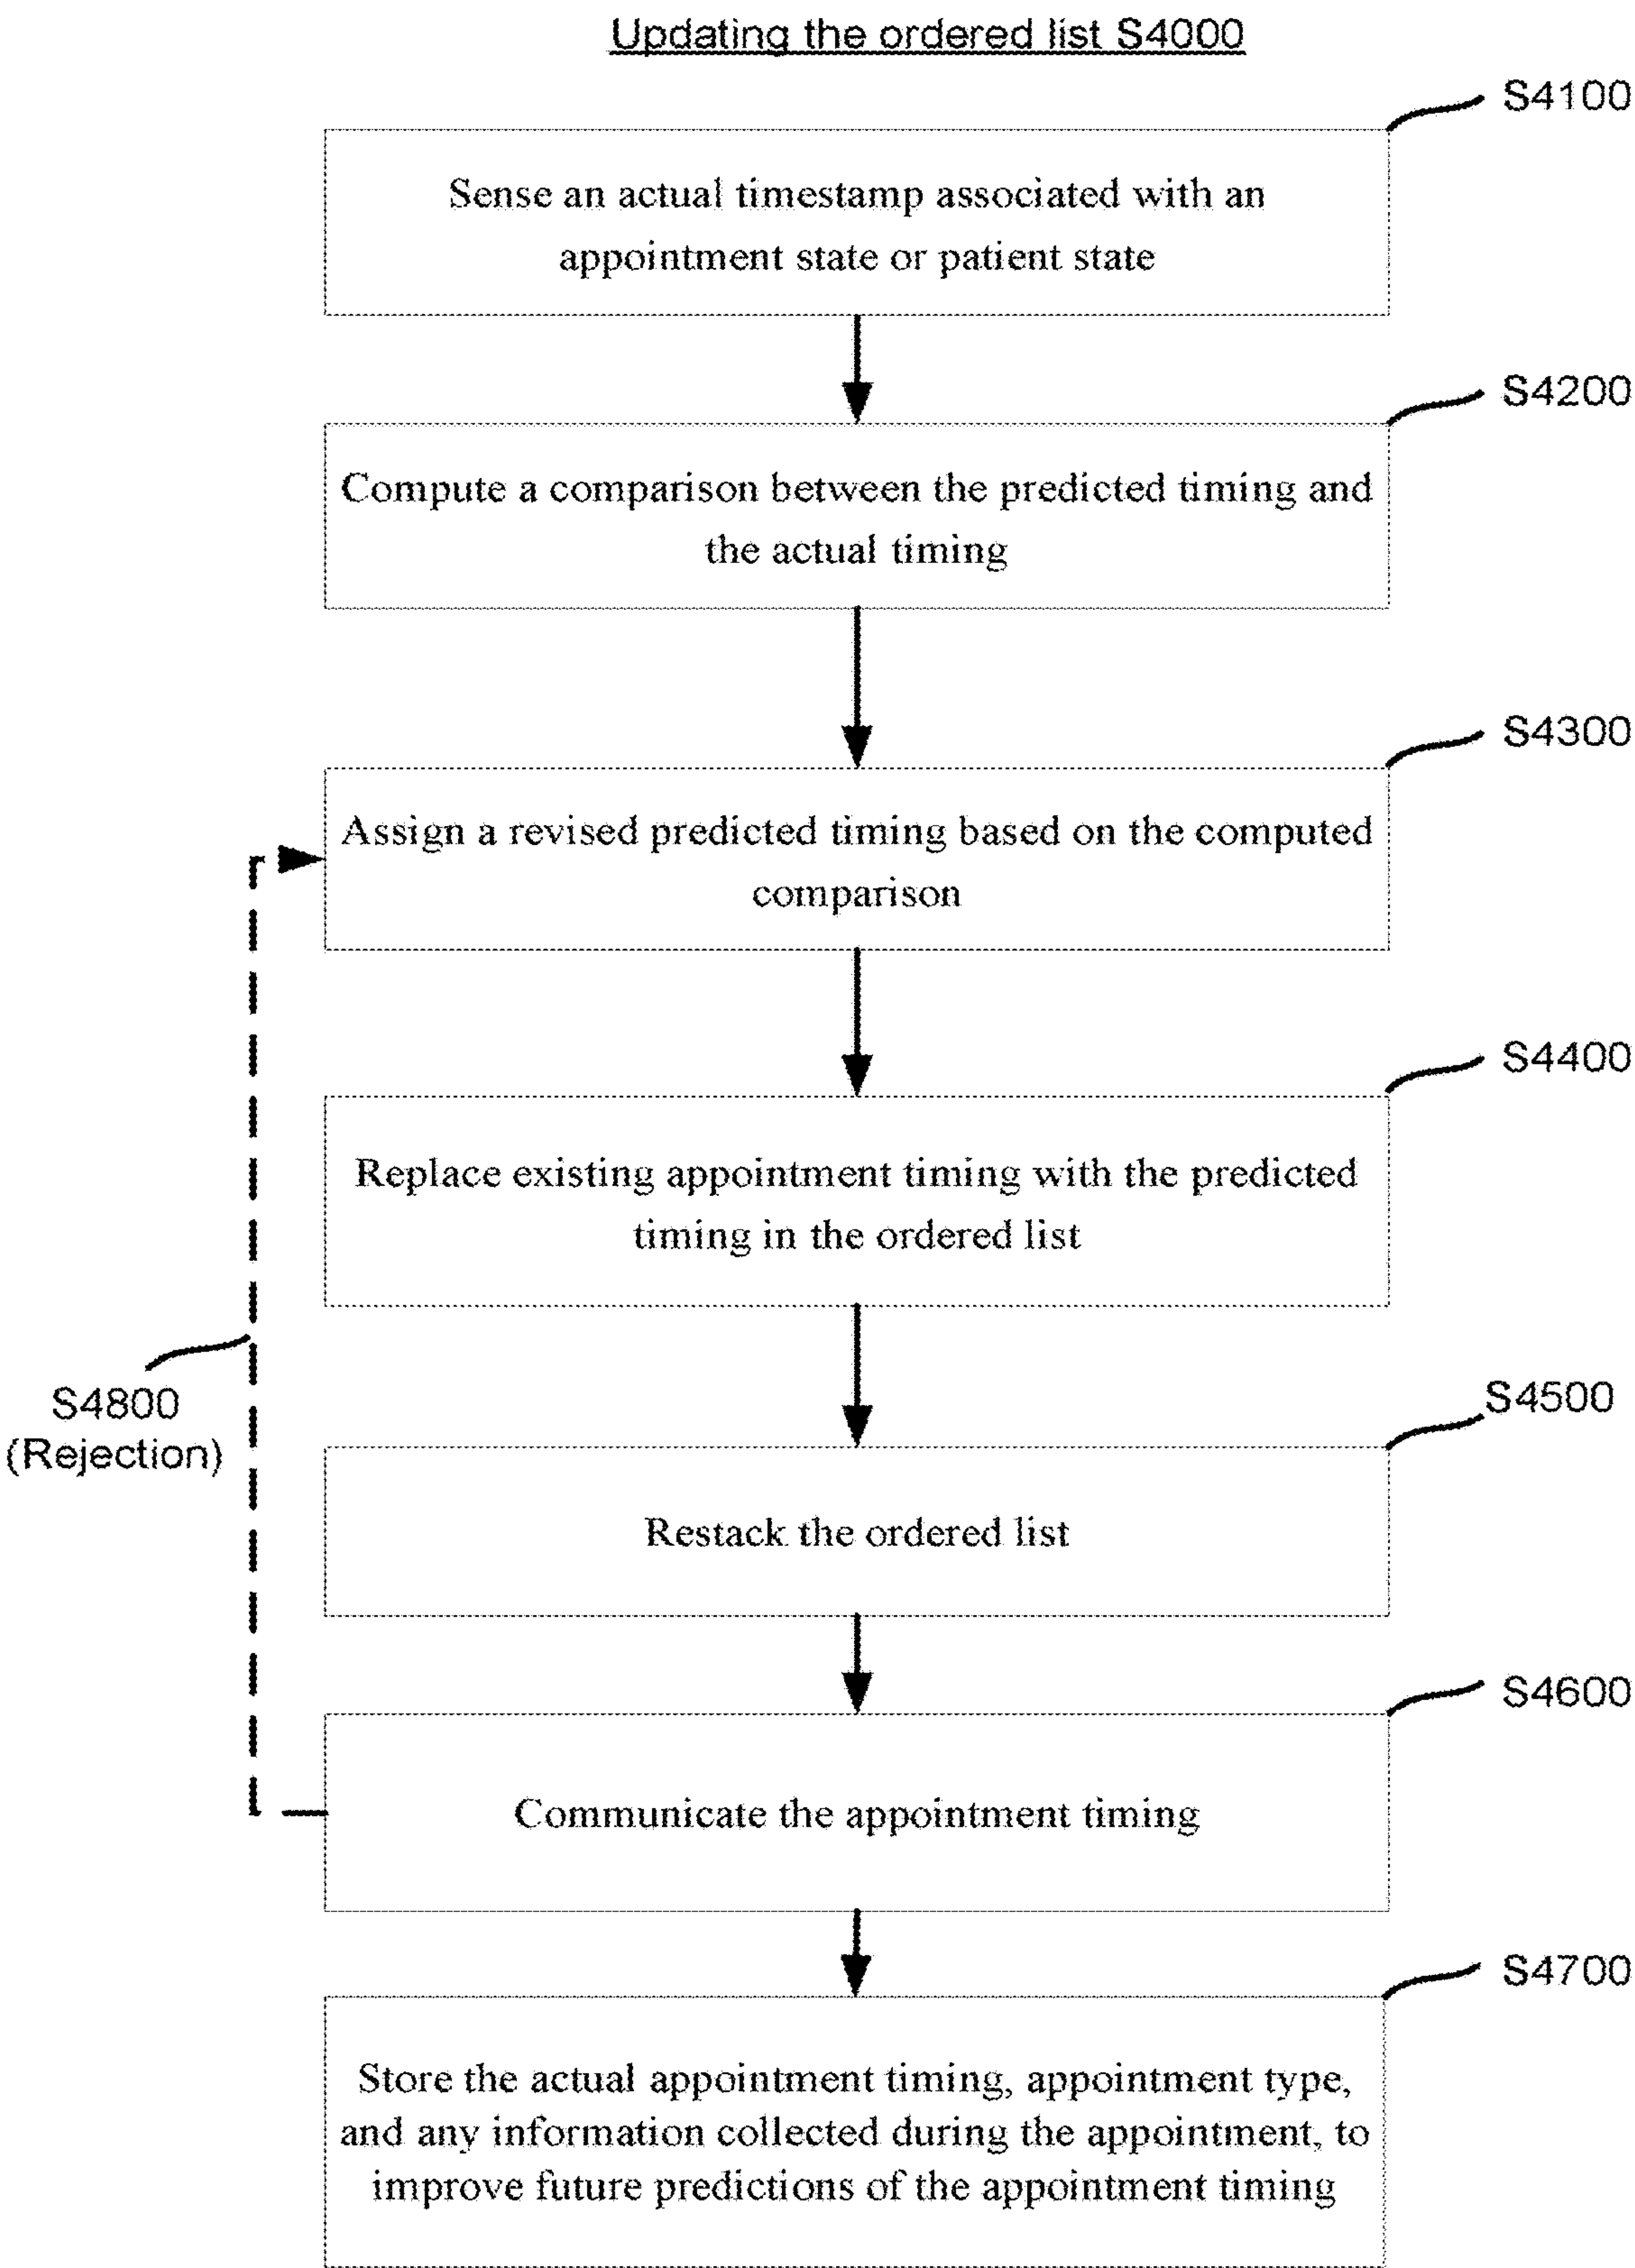 Updating the ordered list S4000
S4100
Sense an actual timestamp associated with an
appointment state or patient state
S4200
Compute a comparison between the predicted timing and
the actual timing
S4300
Assign a revised predicted timing based on the computed
comparison
S4400
Replace existing appointment timing with the predicted
timing in the ordered list
S4800
(Rejection)
S4500
Restack the ordered list
S4600
Communicate the appointment timing
S4700
Store the actual appointment timing, appointment type,
and any information collected during the appointment, to
improve future predictions of the appointment timing